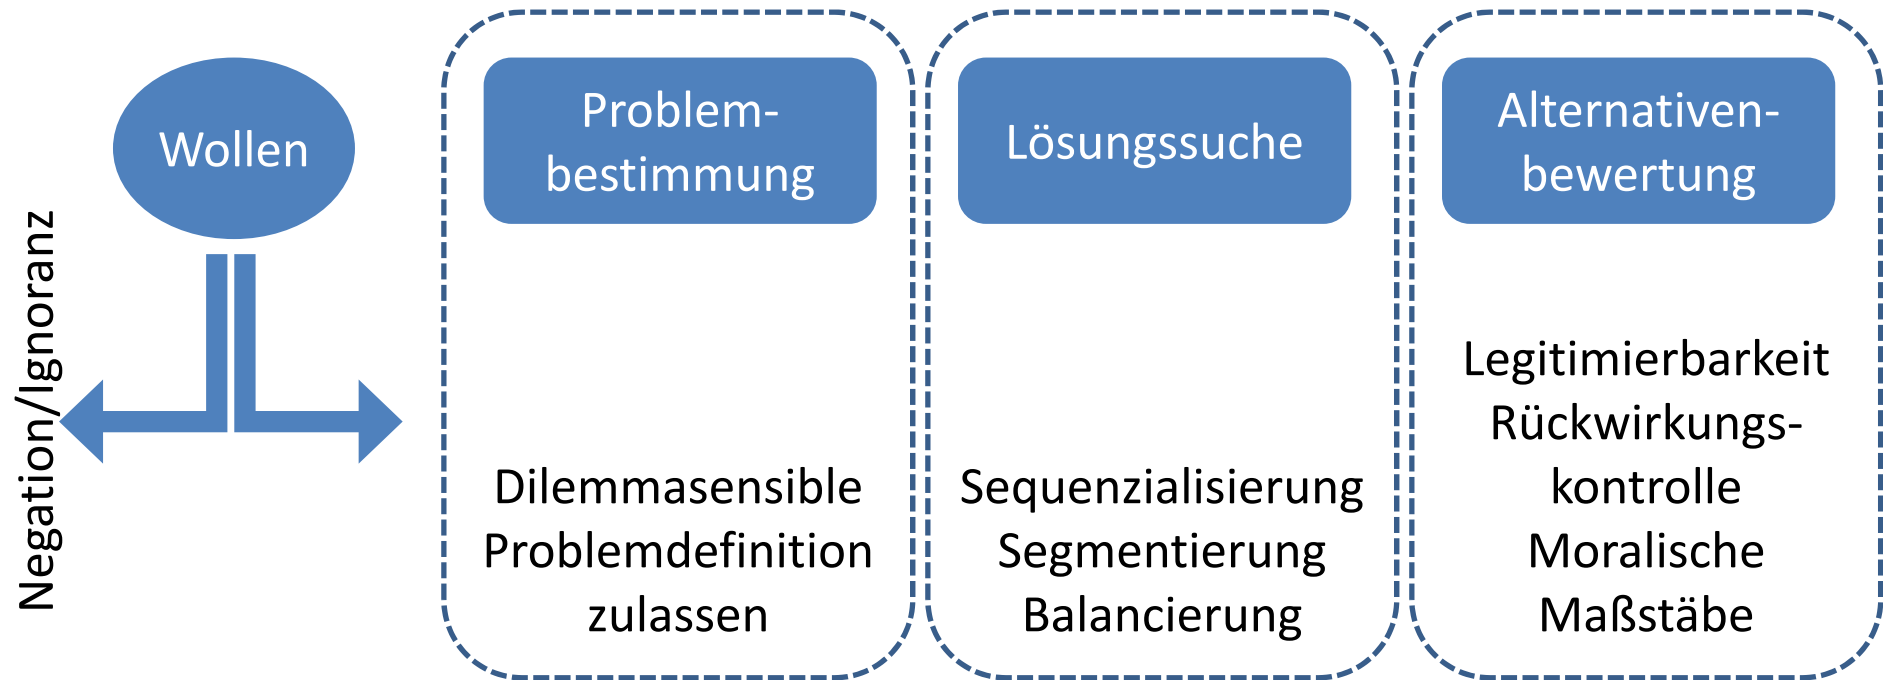 Wollen
Negation/Ignoranz
Problem-
bestimmung
Dilemmasensible
Problemdefinition
zulassen
Lösungssuche
Sequenzialisierung
Segmentierung
Balancierung
Alternativen-
bewertung
Legitimierbarkeit
Rückwirkungs-
kontrolle
Moralische
Maßstäbe